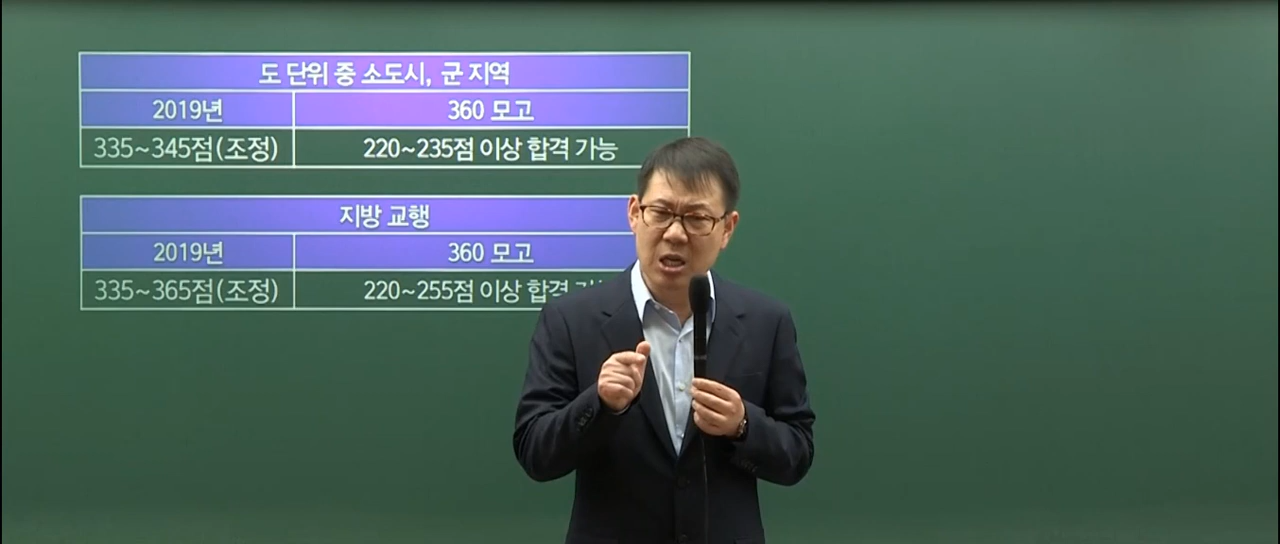 도 단위 중 소도시, 군 지역
2019년 360 모고
335~345점(조정) 220~235점 이상 합격 가능
지방 교행
2019년 360 모고
335~365점(조정) 220~255점 이상 합격